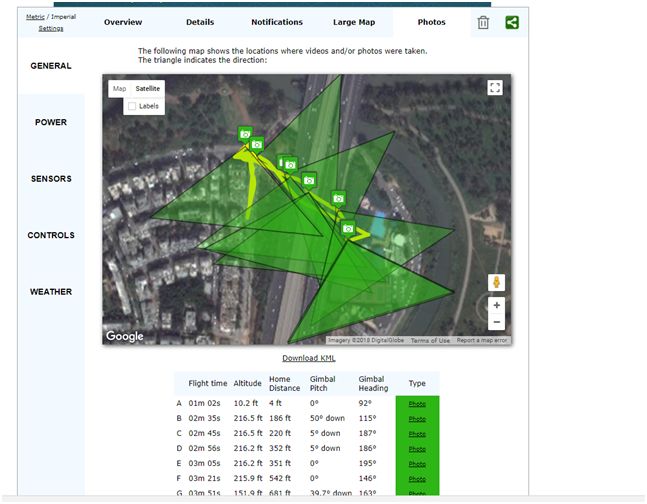 Metric / Imperial
Settings
Overview
Details
Notifications
Large Map
Photos
GENERAL
POWER
SENSORS
CONTROLS
WEATHER
The following map shows the locations where videos and/or photos were taken.
The triangle indicates the direction:
Map Satellite
Labels
Google
Imagery ©2018 DigitalGlobe Terms of Use Report a map error
Download KML
Flight time Altitude Home Distance Gimbal Pitch Gimbal Heading Type
A 01m 02s 10.2 ft 4 ft 0° 92° Photo
B 02m 35s 216.5 ft 186 ft 50° down 115° Photo
C 02m 45s 216.5 ft 220 ft 5° down 187° Photo
D 02m 56s 216.2 ft 352 ft 5° down 186° Photo
E 03m 05s 216.2 ft 351 ft 0° 195° Photo
F 03m 21s 215.9 ft 542 ft 0° 146° Photo
G 03m 51s 151.9 ft 681 ft 39.7° down 163° Photo